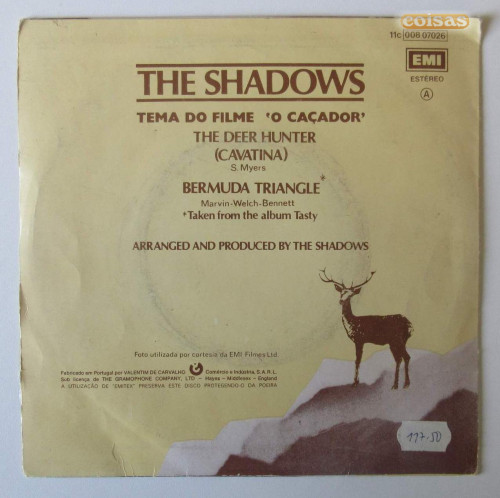 coisas
11c 008 07026
EMI
ESTÉREO
A
THE SHADOWS
TEMA DO FILME 'O CAÇADOR'
THE DEER HUNTER
(CAVATINA)
S. Myers
BERMUDA TRIANGLE*
Marvin-Welch-Bennett
*Taken from the album Tasty
ARRANGED AND PRODUCED BY THE SHADOWS
Foto utilizada por cortesia da EMI Filmes Ltd.
Fabricado em Portugal por VALENTIM DE CARVALHO Comércio e Indústria, S.A.R.L.
Sub licença de THE GRAMOPHONE COMPANY, LTD — Hayes — Middlesex — England
A UTILIZAÇÃO DE "EMITEX" PRESERVA ESTE DISCO PROTEGENDO-O DA POEIRA
117.50